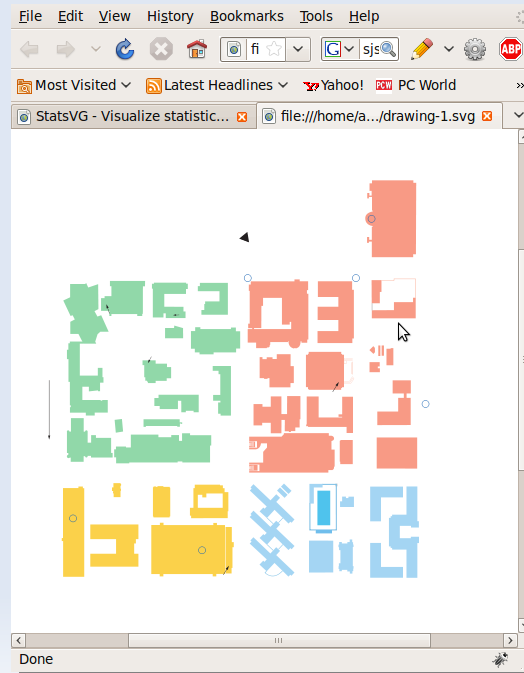 File Edit View History Bookmarks Tools Help
fi G sjs ABP
Most Visited Latest Headlines Y! Yahoo! PCW PC World »
StatsVG - Visualize statistic... file:///home/a.../drawing-1.svg
Done